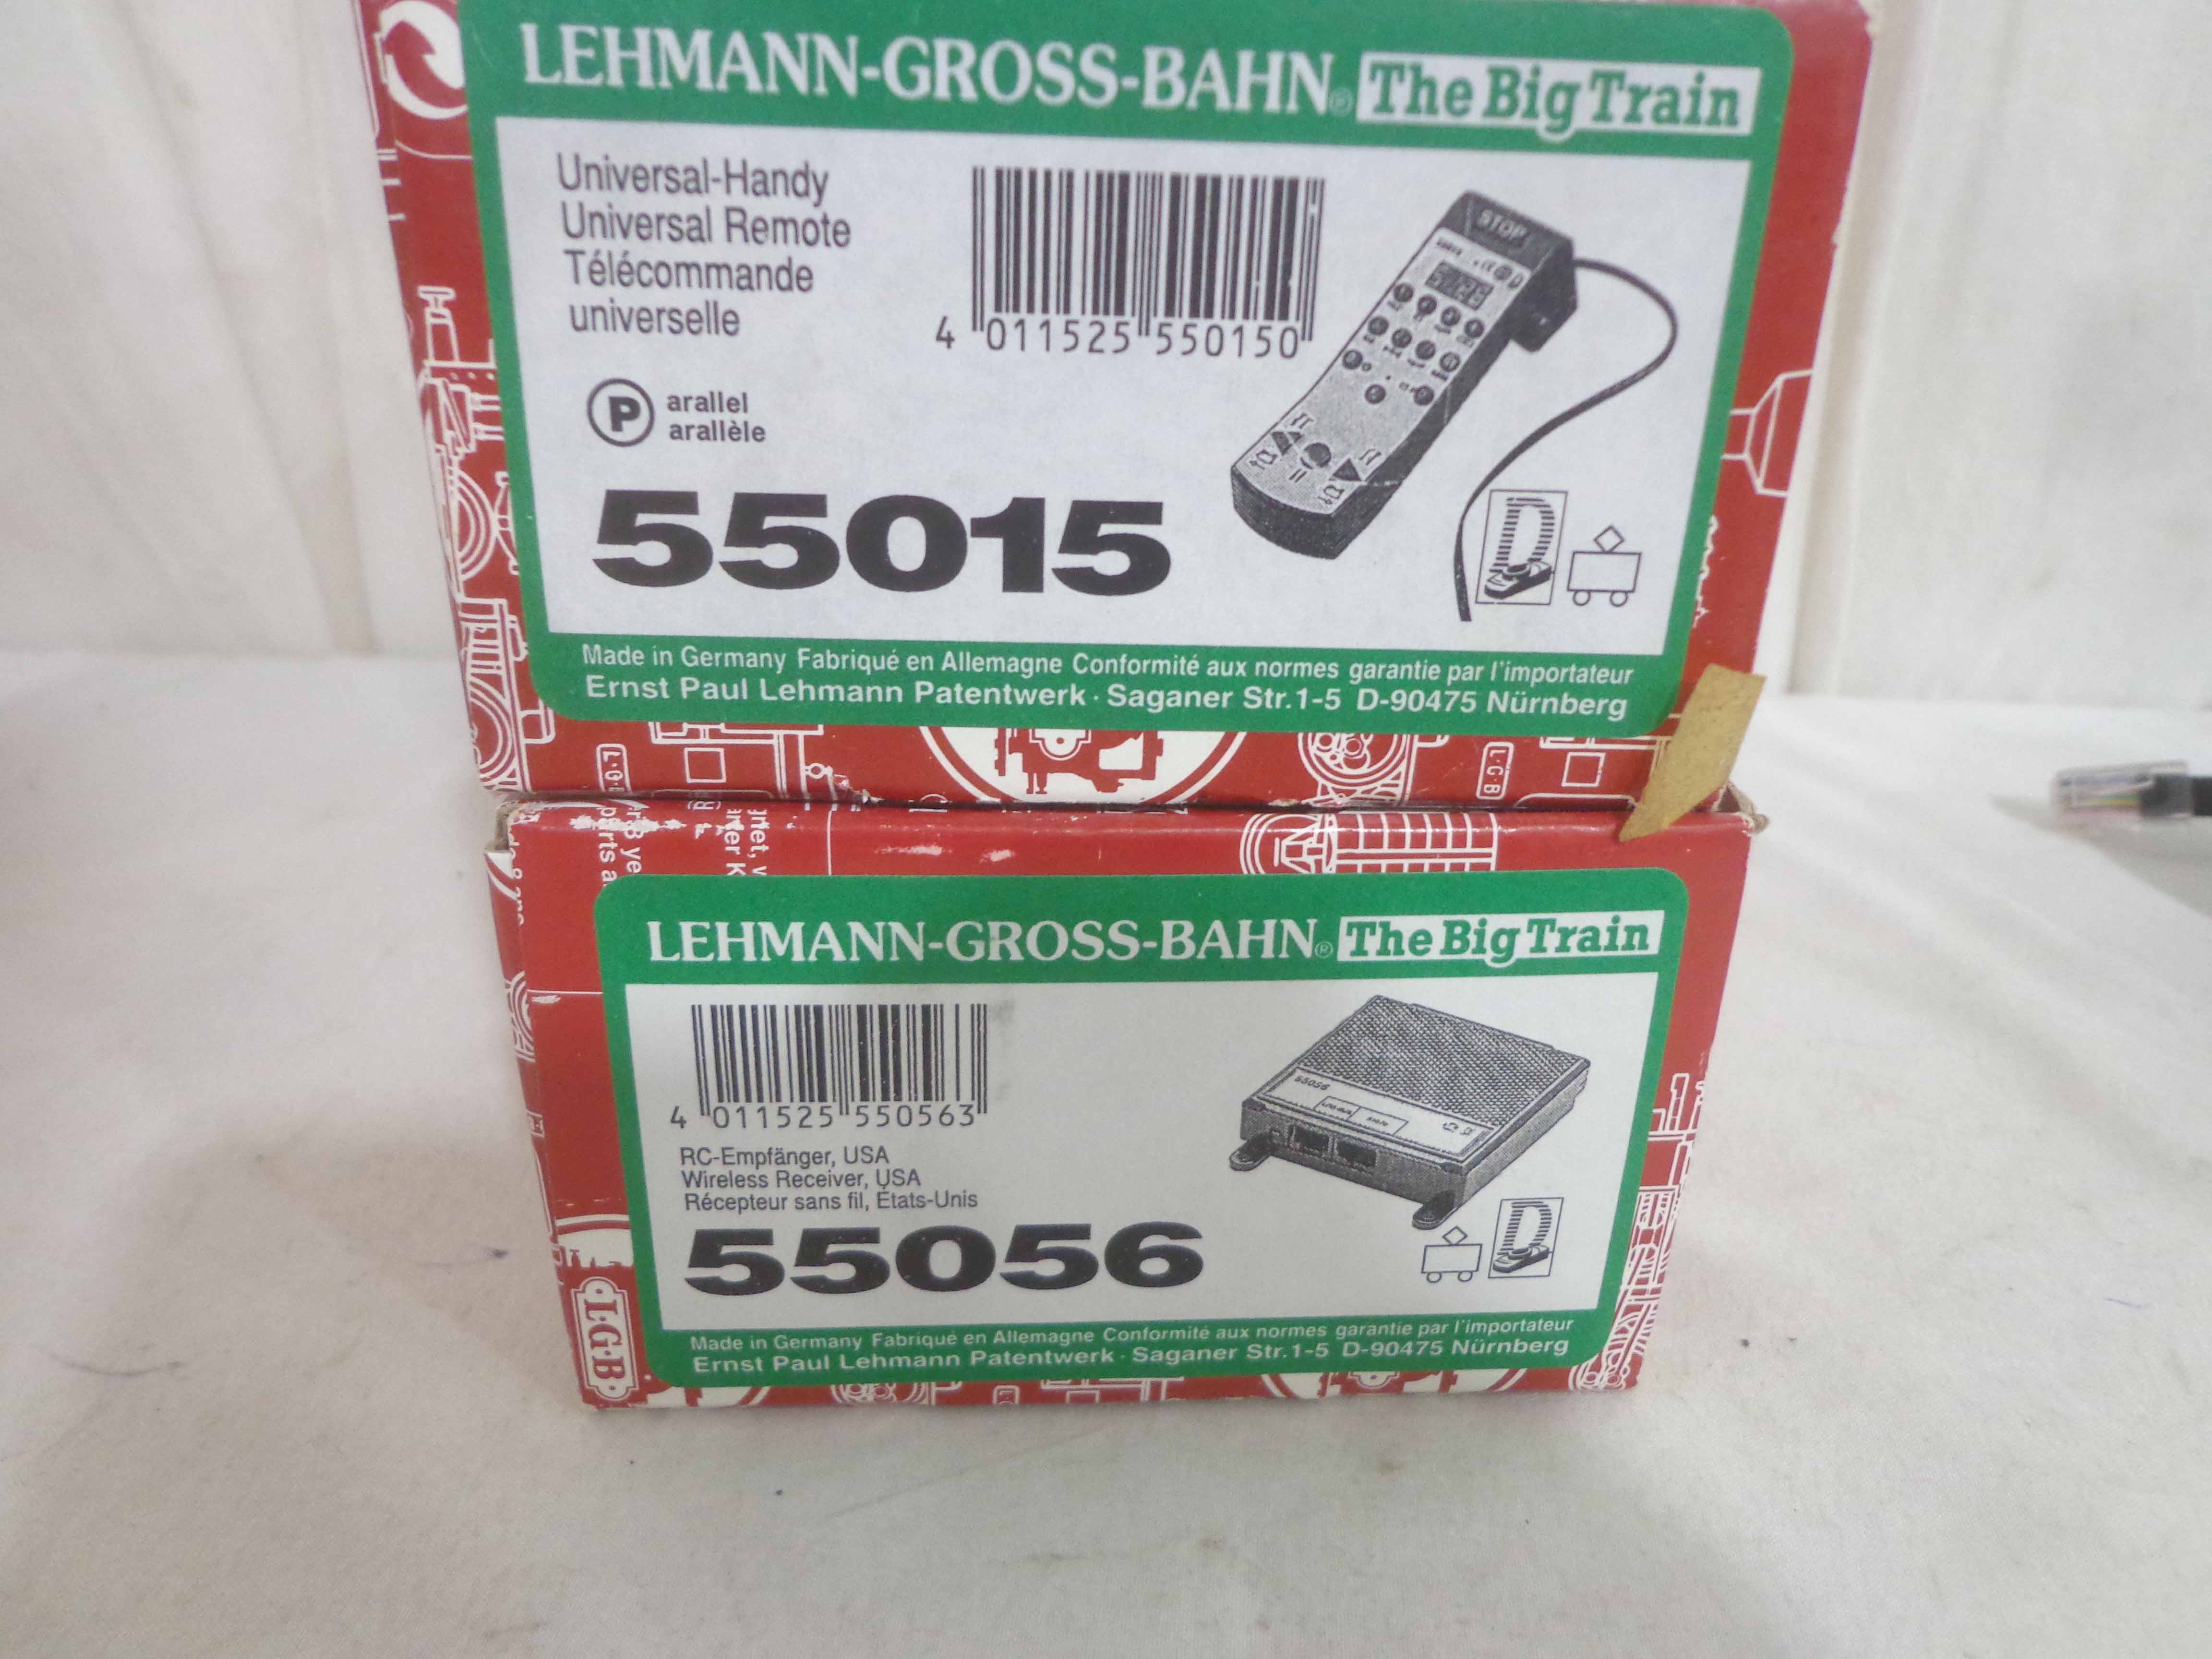 LEHMANN-GROSS-BAHN® The Big Train
Universal-Handy
Universal Remote
Télécommande
universelle
4 011525 550150
P arallel
arallèle
STOP
55015
D
Made in Germany Fabriqué en Allemagne Conformité aux normes garantie par l'importateur
Ernst Paul Lehmann Patentwerk · Saganer Str.1-5 D-90475 Nürnberg
L·G·B
LEHMANN-GROSS-BAHN® The Big Train
4 011525 550563
55056
RC-Empfänger, USA
Wireless Receiver, USA
Récepteur sans fil, États-Unis
55056
D
Made in Germany Fabriqué en Allemagne Conformité aux normes garantie par l'importateur
Ernst Paul Lehmann Patentwerk · Saganer Str.1-5 D-90475 Nürnberg
L·G·B